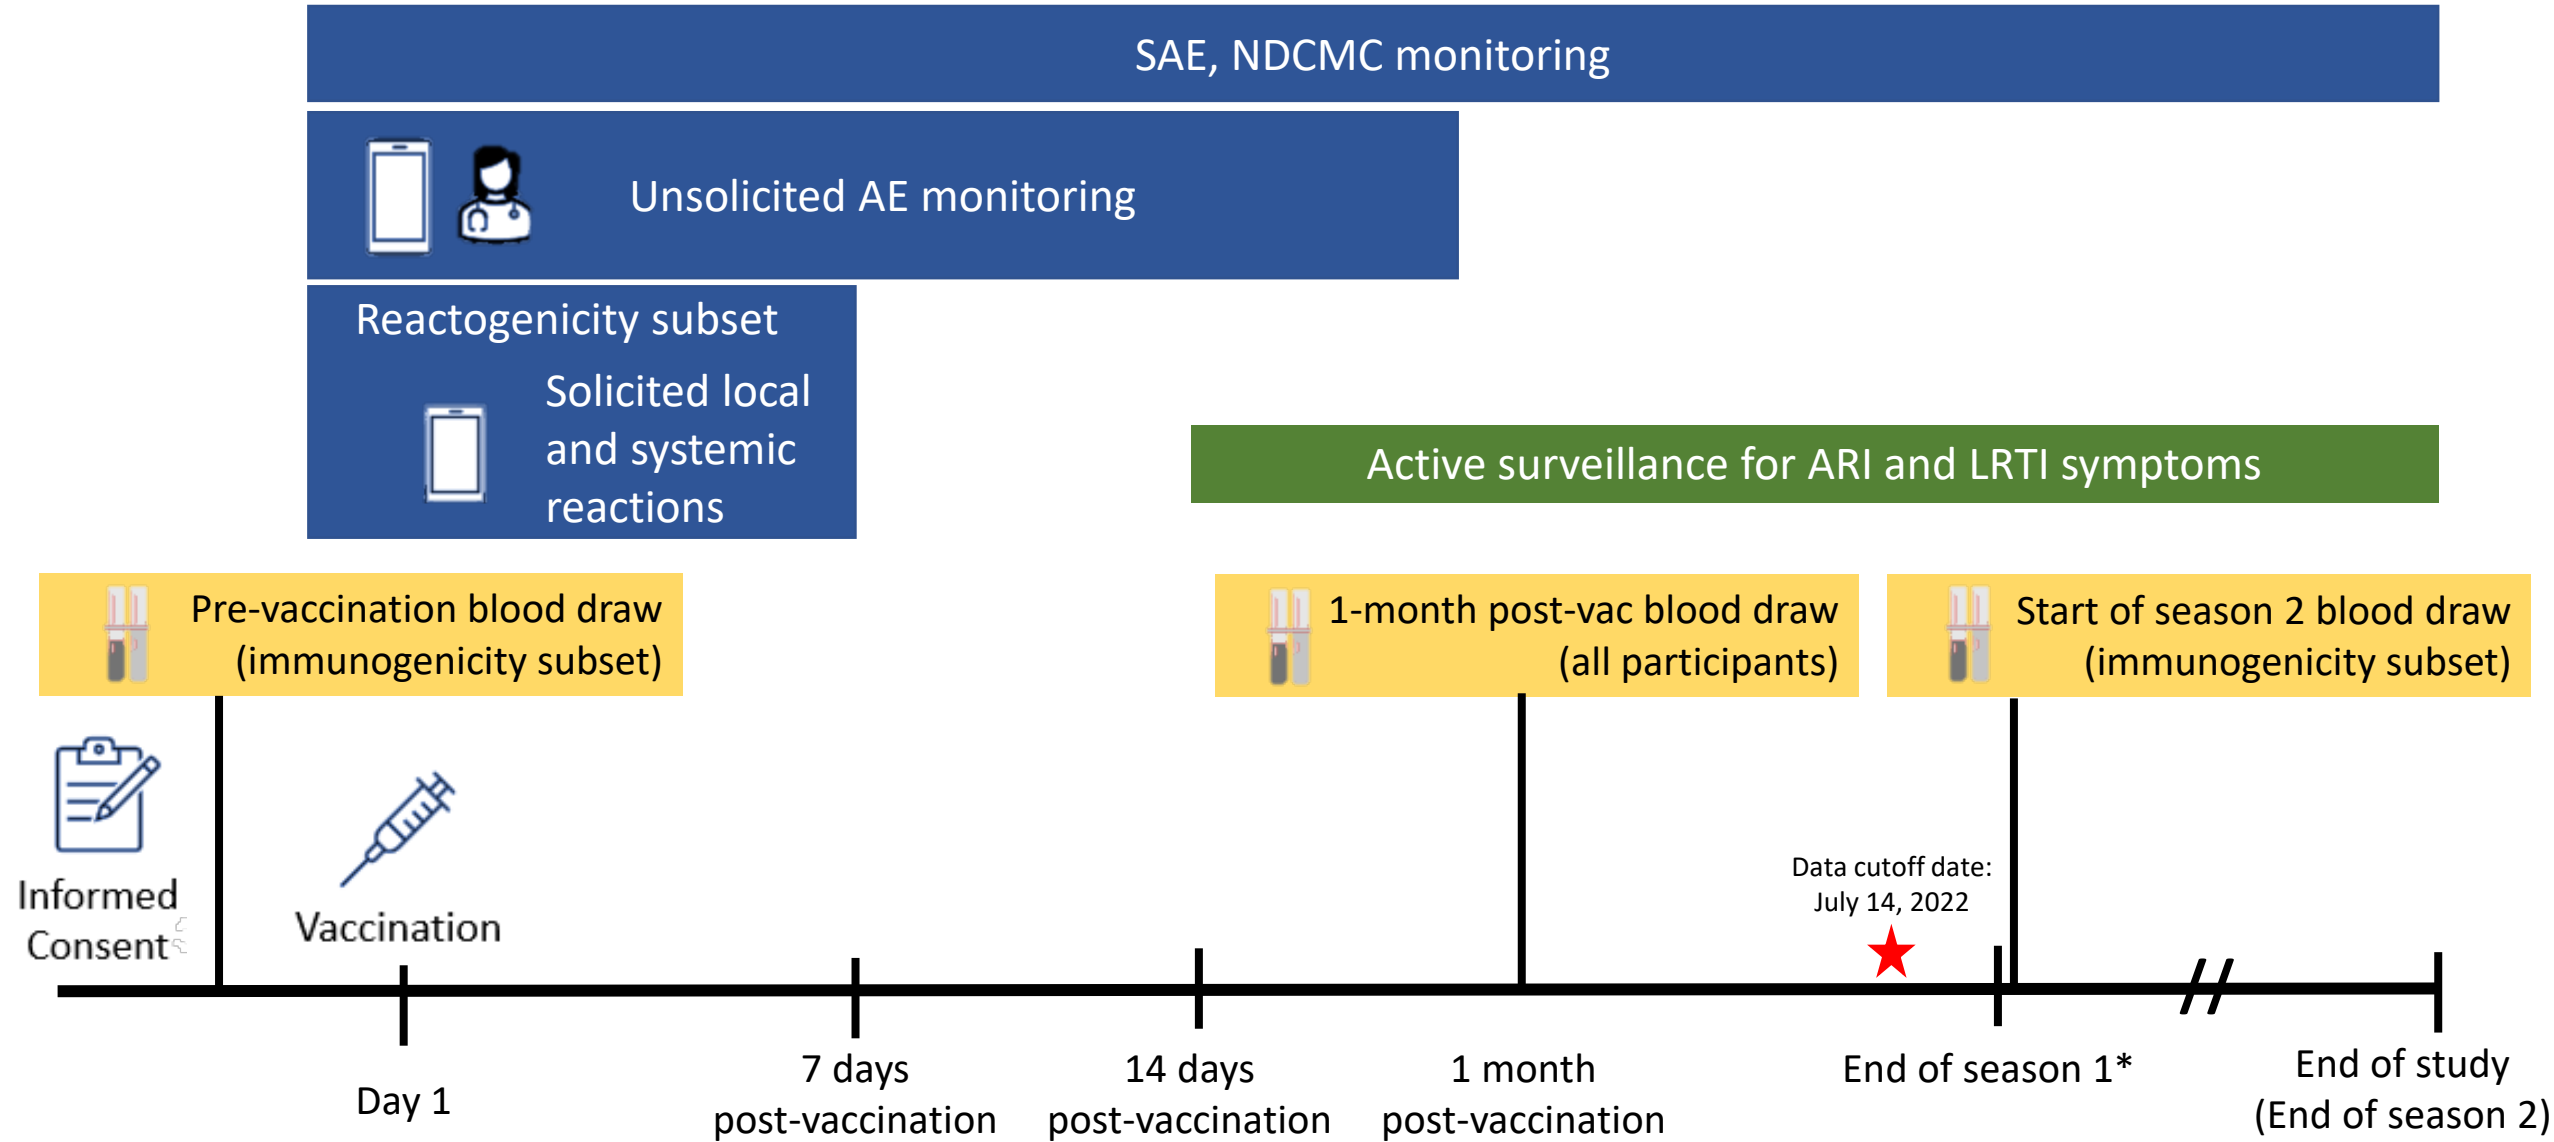 SAE, NDCMC monitoring
Unsolicited AE monitoring
Reactogenicity subset
Solicited local
and systemic
reactions
Active surveillance for ARI and LRTI symptoms
Pre-vaccination blood draw
(immunogenicity subset)
1-month post-vac blood draw
(all participants)
Start of season 2 blood draw
(immunogenicity subset)
Informed
Consent
Vaccination
Data cutoff date:
July 14, 2022
Day 1
7 days
post-vaccination
14 days
post-vaccination
1 month
post-vaccination
End of season 1*
End of study
(End of season 2)